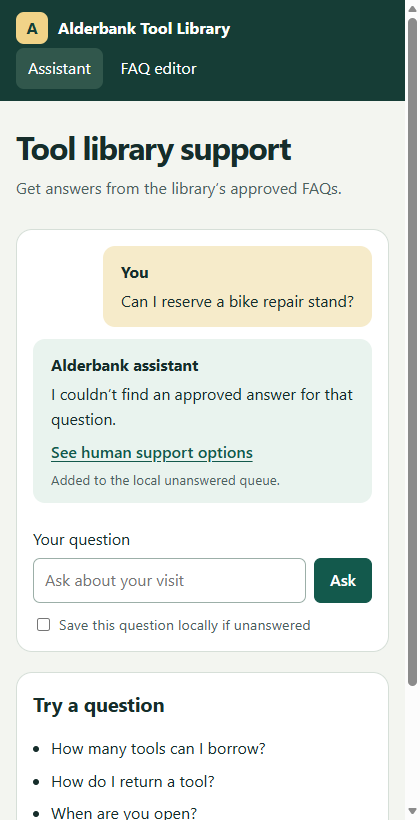 A
Alderbank Tool Library
Assistant
FAQ editor
Tool library support
Get answers from the library’s approved FAQs.
You
Can I reserve a bike repair stand?
Alderbank assistant
I couldn’t find an approved answer for that
question.
See human support options
Added to the local unanswered queue.
Your question
Ask about your visit
Ask
Save this question locally if unanswered
Try a question
How many tools can I borrow?
How do I return a tool?
When are you open?